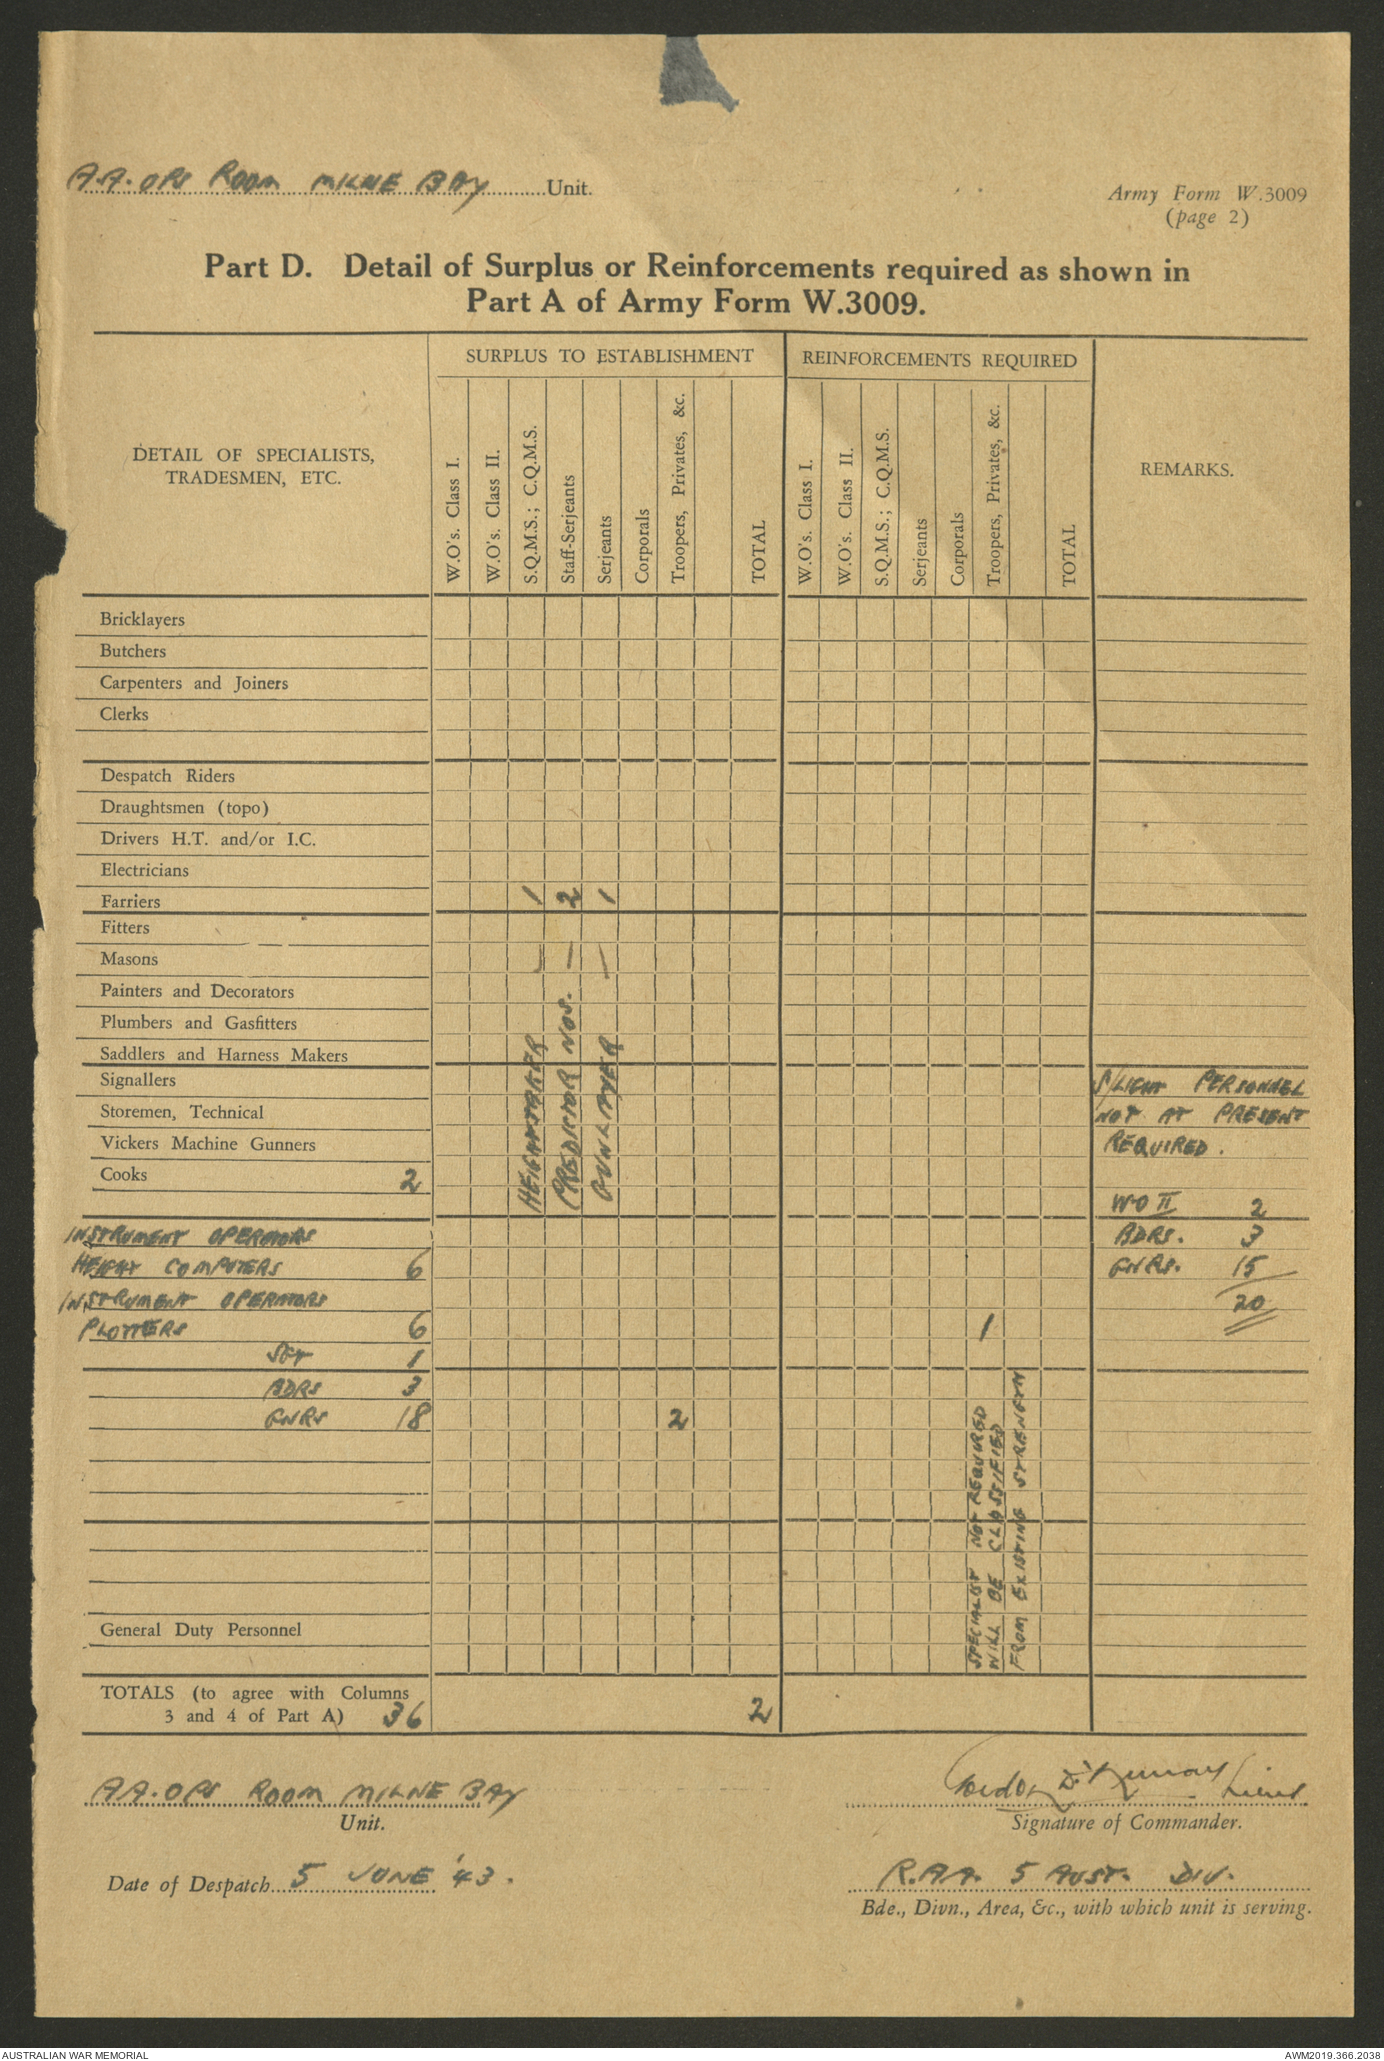 A.A. OPS ROOM MILNE BAY Unit.
Army Form W.3009
(page 2)
Part D. Detail of Surplus or Reinforcements required as shown in
Part A of Army Form W.3009.
DETAIL OF SPECIALISTS,
TRADESMEN, ETC.
SURPLUS TO ESTABLISHMENT
W.O's. Class I.
W.O's. Class II.
S.Q.M.S.; C.Q.M.S.
Staff-Serjeants
Serjeants
Corporals
Troopers, Privates, &c.
TOTAL
REINFORCEMENTS REQUIRED
W.O's. Class I.
W.O's. Class II.
S.Q.M.S.; C.Q.M.S.
Serjeants
Corporals
Troopers, Privates, &c.
TOTAL
REMARKS.
Bricklayers
Butchers
Carpenters and Joiners
Clerks
Despatch Riders
Draughtsmen (topo)
Drivers H.T. and/or I.C.
Electricians
Farriers
Fitters
Masons
Painters and Decorators
Plumbers and Gasfitters
Saddlers and Harness Makers
Signallers
Storemen, Technical
Vickers Machine Gunners
Cooks 2
INSTRUMENT OPERATORS
HEIGHT COMPUTERS 6
INSTRUMENT OPERATORS
PLOTTERS 6
SGT 1
BDRS 3
GNRS 18 2
HEIGHTTAKER - 1
PREDICTOR NOS. - 2
GUNLAYER - 1
1
SPECIALIST NOT REQUIRED
WILL BE CLASSIFIED
FROM EXISTING STRENGTH
S/LIGHT PERSONNEL
NOT AT PRESENT
REQUIRED.
WO II 2
BDRS. 3
GNRS. 15
20
General Duty Personnel
TOTALS (to agree with Columns
3 and 4 of Part A) 36 2
AA. OPS ROOM MILNE BAY
Unit.
Gordon D. Murray Lieut
Signature of Commander.
Date of Despatch 5 JUNE '43.
R.A.A. 5 AUST. DIV.
Bde., Divn., Area, &c., with which unit is serving.
AUSTRALIAN WAR MEMORIAL
AWM2019.366.2038